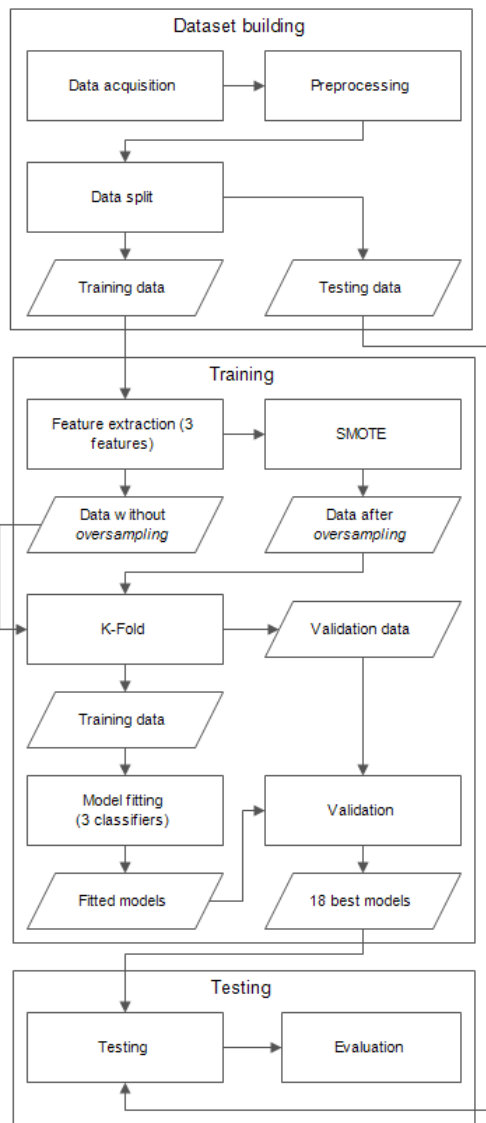 Dataset building
Data acquisition
Preprocessing
Data split
Training data
Testing data
Training
Feature extraction (3
features)
SMOTE
Data without
oversampling
Data after
oversampling
K-Fold
Validation data
Training data
Model fitting
(3 classifiers)
Validation
Fitted models
18 best models
Testing
Testing
Evaluation